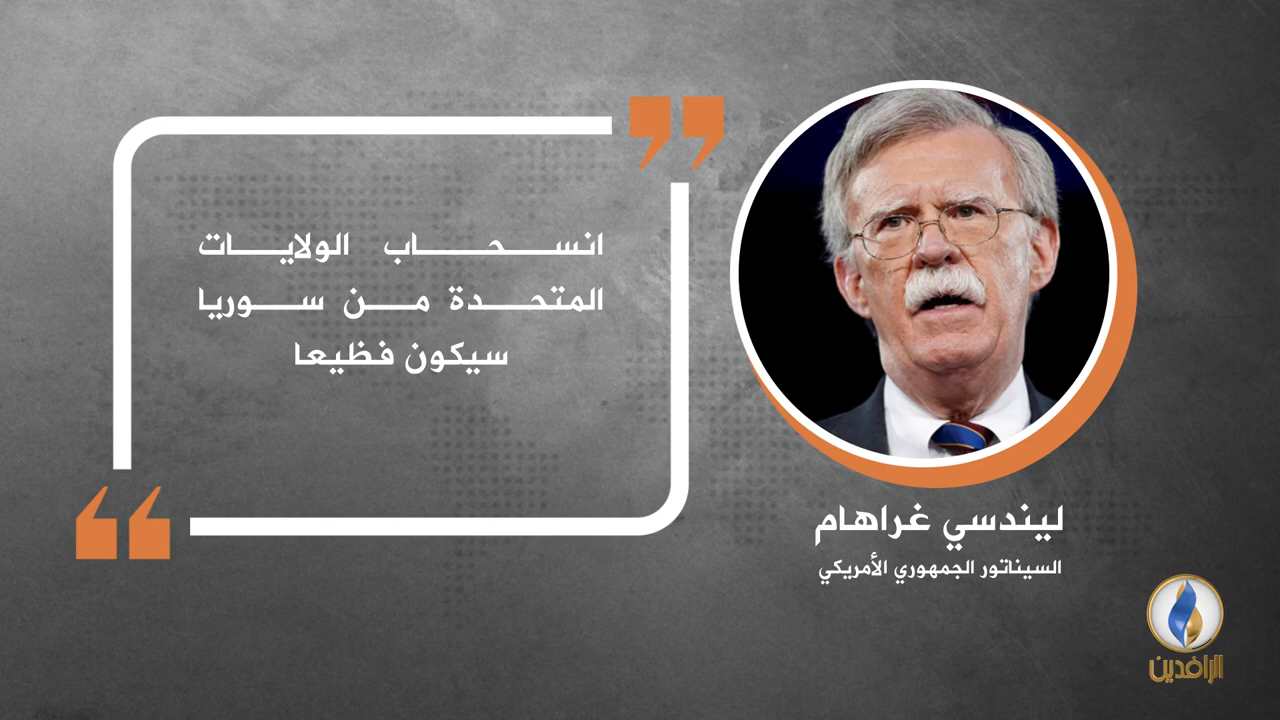 انسحاب الولايات
المتحدة من سوريا
سيكون فظيعا
ليندسي غراهام
السيناتور الجمهوري الأمريكي
الرافدين